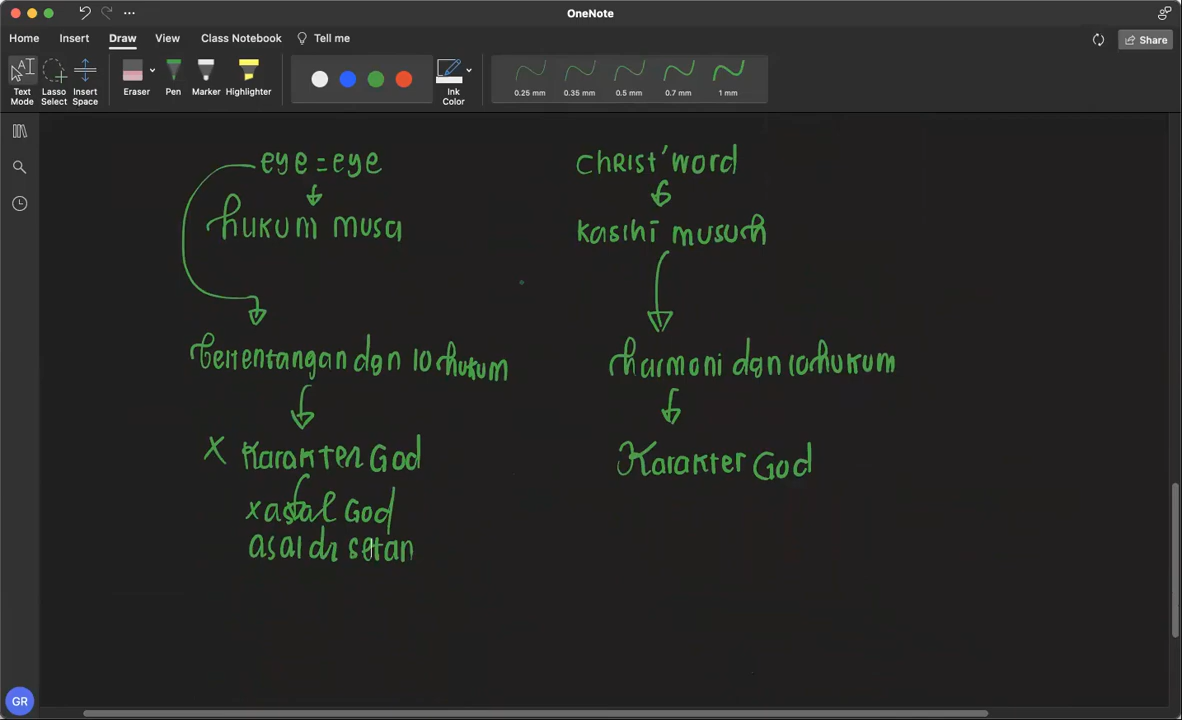 OneNote
Home Insert Draw View Class Notebook Tell me
Share
Text Mode
Lasso Select
Insert Space
Eraser
Pen
Marker
Highlighter
Ink Color
0.25 mm
0.35 mm
0.5 mm
0.7 mm
1 mm
eye = eye
hukum musa
bertentangan dgn 10 hukum
X Karakter God
x asal God
asal dr setan
CHRIST' WORD
kasihi musuh
harmoni dgn 10 hukum
Karakter God
GR